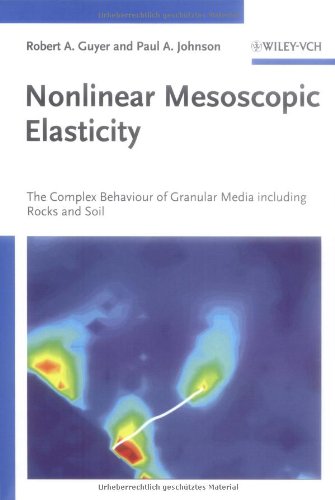 Urheberrechtlich geschütztes Material
Robert A. Guyer and Paul A. Johnson
WILEY-VCH
Nonlinear Mesoscopic
Elasticity
The Complex Behaviour of Granular Media including
Rocks and Soil
Urheberrechtlich geschütztes Material